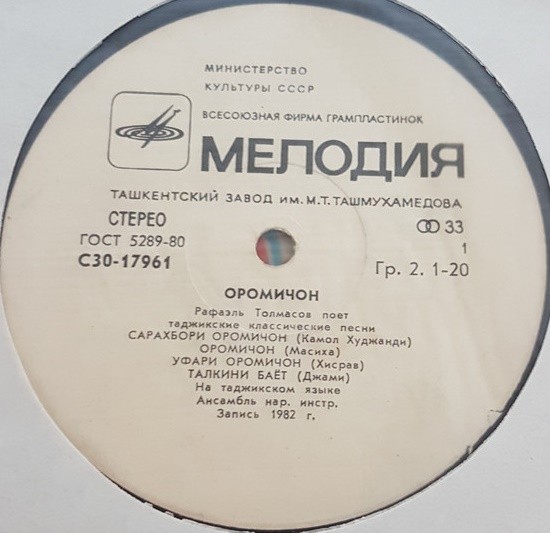 МИНИСТЕРСТВО
КУЛЬТУРЫ СССР
ВСЕСОЮЗНАЯ ФИРМА ГРАМПЛАСТИНОК
МЕЛОДИЯ
ТАШКЕНТСКИЙ ЗАВОД ИМ. М.Т. ТАШМУХАМЕДОВА
СТЕРЕО 33
ГОСТ 5289-80 1
С30-17961 Гр. 2. 1-20
ОРОМИЧОН
Рафаэль Толмасов поет
таджикские классические песни
САРАХБОРИ ОРОМИЧОН (Камол Худжанди)
ОРОМИЧОН (Масиха)
УФАРИ ОРОМИЧОН (Хисрав)
ТАЛКИНИ БАЁТ (Джами)
На таджикском языке
Ансамбль нар. инстр.
Запись 1982 г.